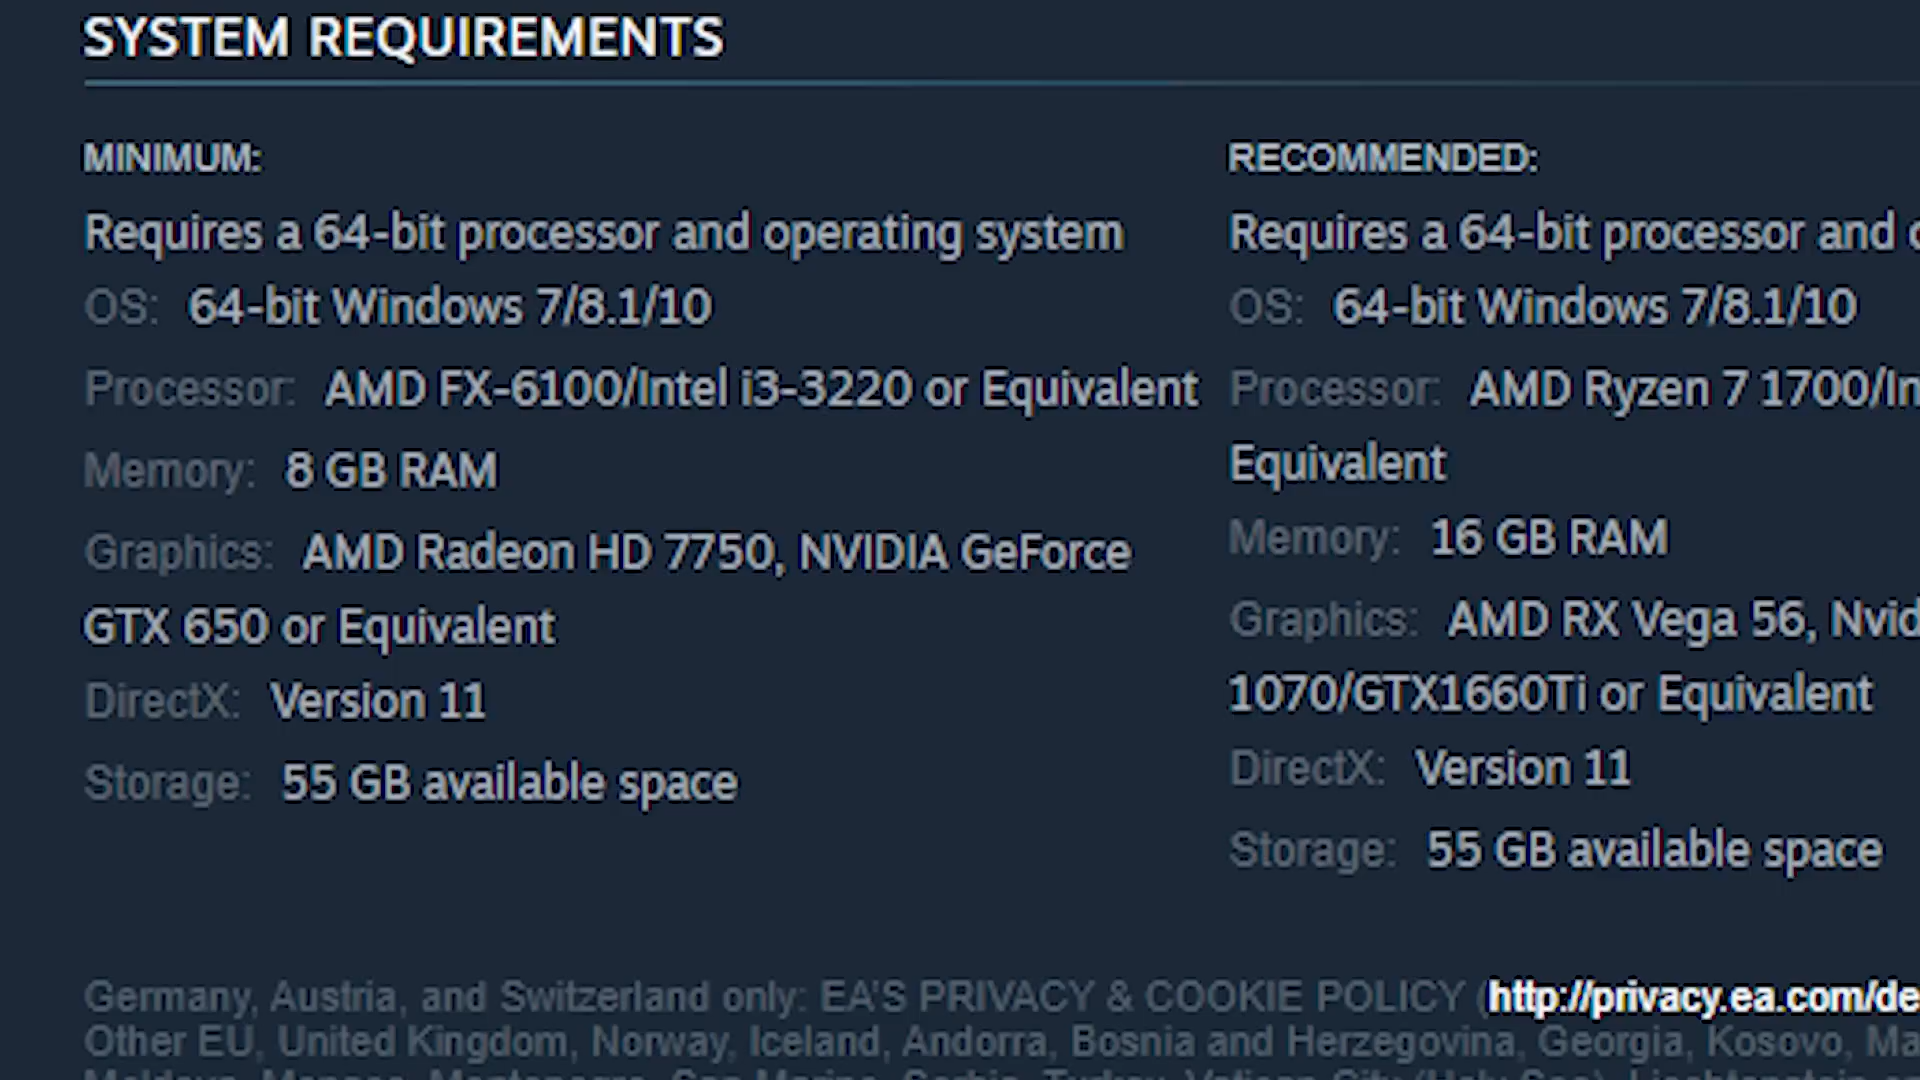 SYSTEM REQUIREMENTS
MINIMUM:
Requires a 64-bit processor and operating system
OS: 64-bit Windows 7/8.1/10
Processor: AMD FX-6100/Intel i3-3220 or Equivalent
Memory: 8 GB RAM
Graphics: AMD Radeon HD 7750, NVIDIA GeForce
GTX 650 or Equivalent
DirectX: Version 11
Storage: 55 GB available space
RECOMMENDED:
Requires a 64-bit processor and
OS: 64-bit Windows 7/8.1/10
Processor: AMD Ryzen 7 1700/In
Equivalent
Memory: 16 GB RAM
Graphics: AMD RX Vega 56, Nvid
1070/GTX1660Ti or Equivalent
DirectX: Version 11
Storage: 55 GB available space
Germany, Austria, and Switzerland only: EA'S PRIVACY & COOKIE POLICY (http://privacy.ea.com/de
Other EU, United Kingdom, Norway, Iceland, Andorra, Bosnia and Herzegovina, Georgia, Kosovo, Ma